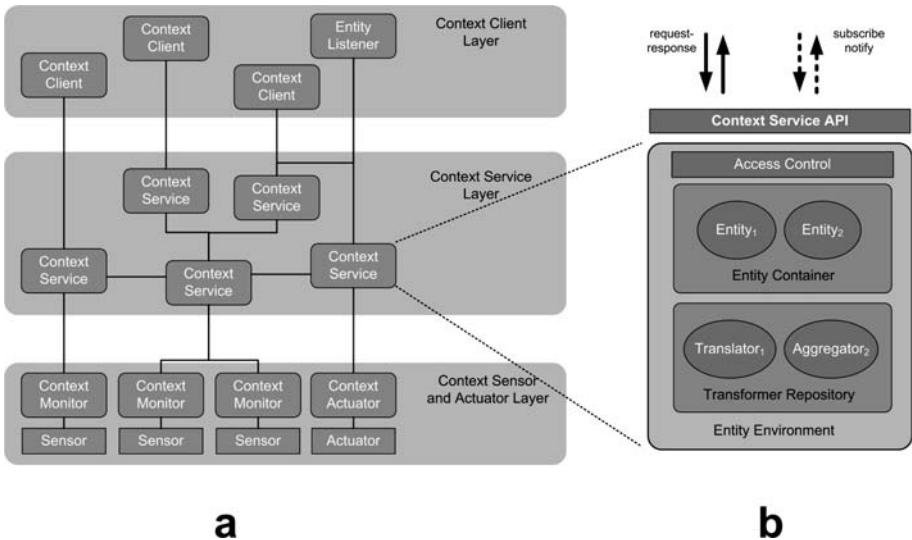 Context Client
Layer
Context
Client
Context
Client
Context
Client
Entity
Listener
Context Service
Layer
Context
Service
Context
Service
Context
Service
Context
Service
Context
Service
Context Sensor
and Actuator Layer
Context
Monitor
Context
Monitor
Context
Monitor
Context
Actuator
Sensor
Sensor
Sensor
Actuator
a
request-
response
subscribe
notify
Context Service API
Access Control
Entity1
Entity2
Entity Container
Translator1
Aggregator2
Transformer Repository
Entity Environment
b